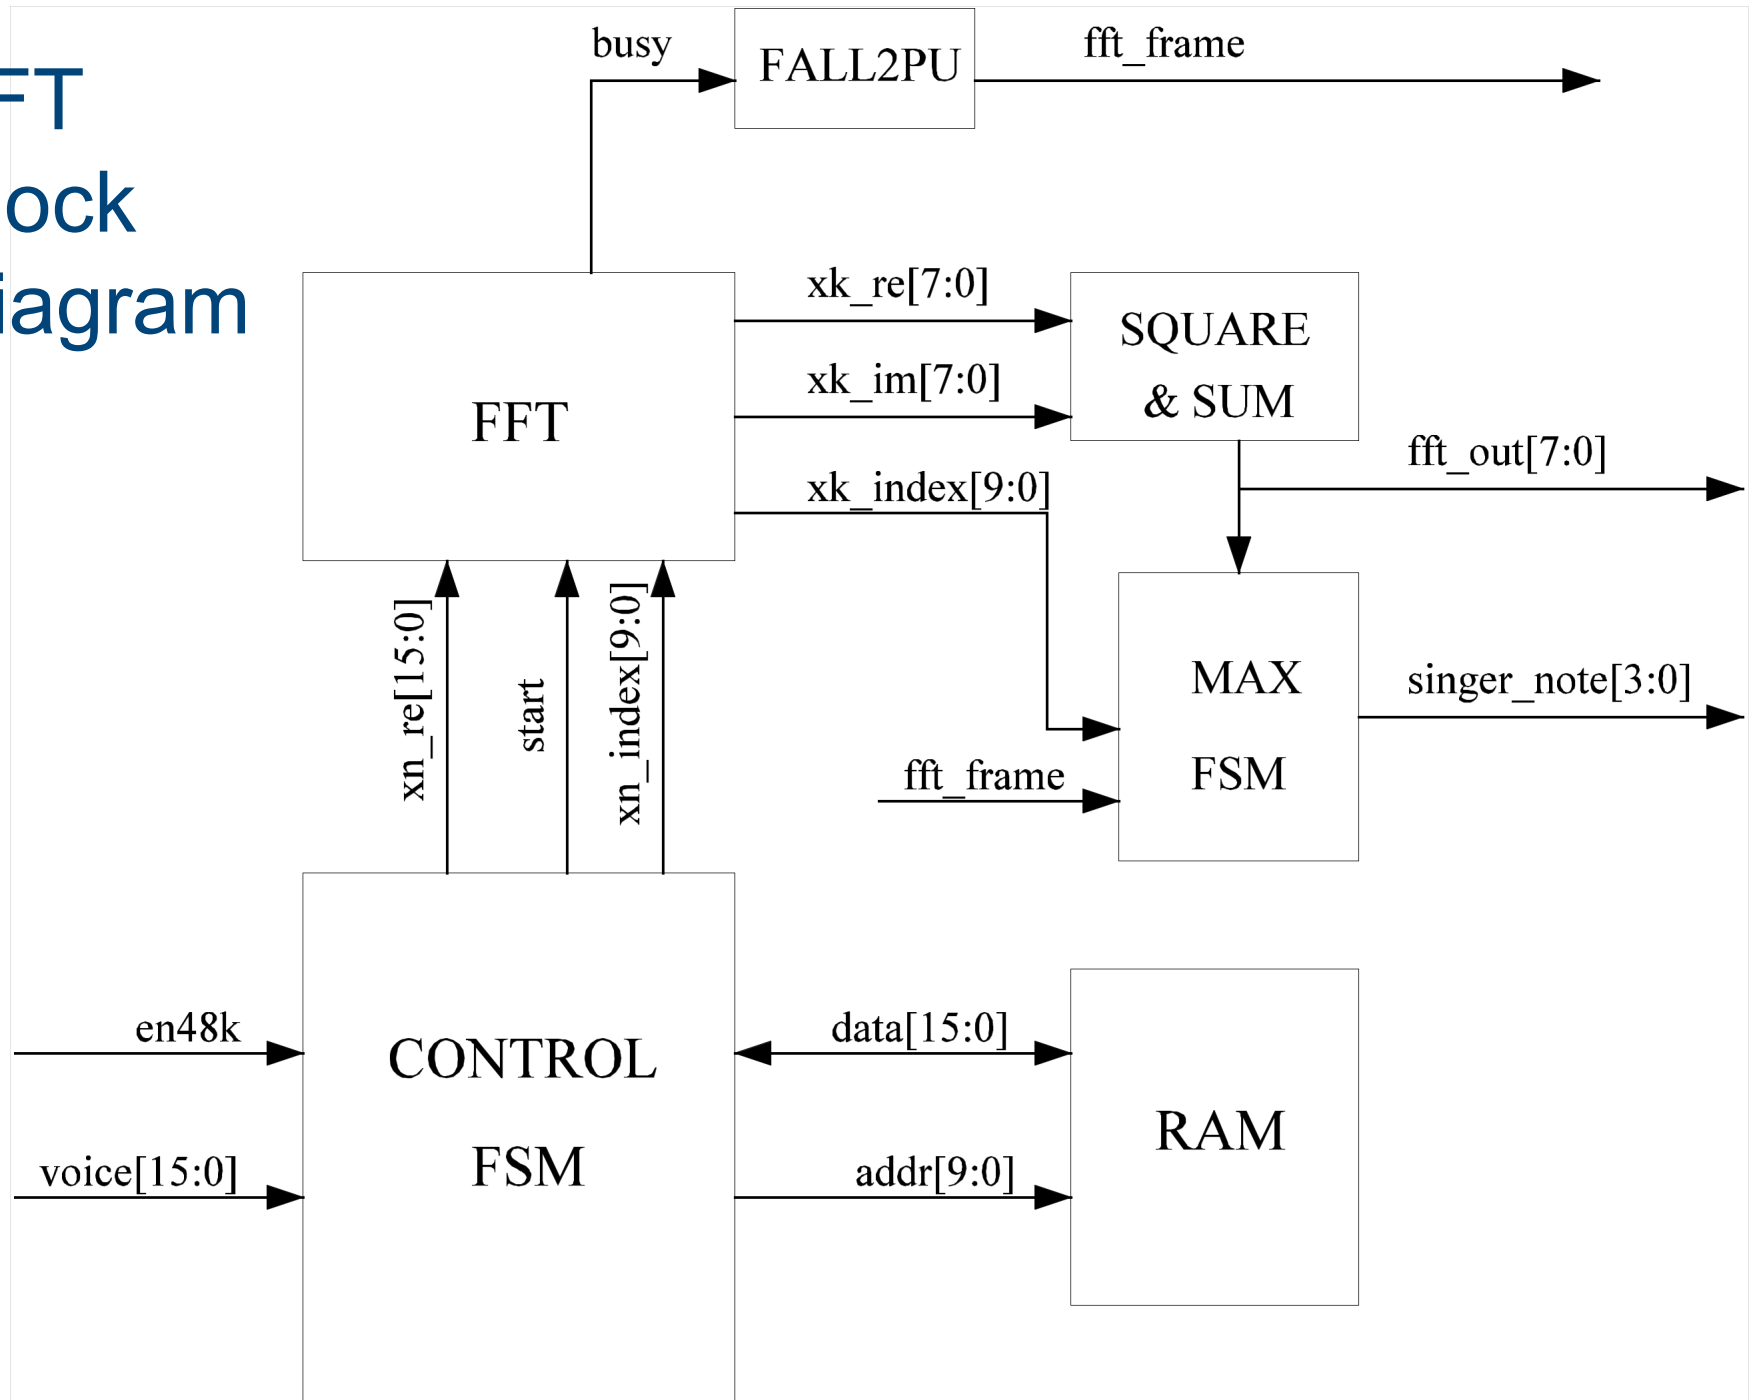 FT
ock
iagram
busy
FALL2PU
fft_frame
xk_re[7:0]
SQUARE
& SUM
xk_im[7:0]
FFT
fft_out[7:0]
xk_index[9:0]
xn_re[15:0]
start
xn_index[9:0]
MAX
FSM
singer_note[3:0]
fft_frame
en48k
CONTROL
FSM
data[15:0]
RAM
voice[15:0]
addr[9:0]